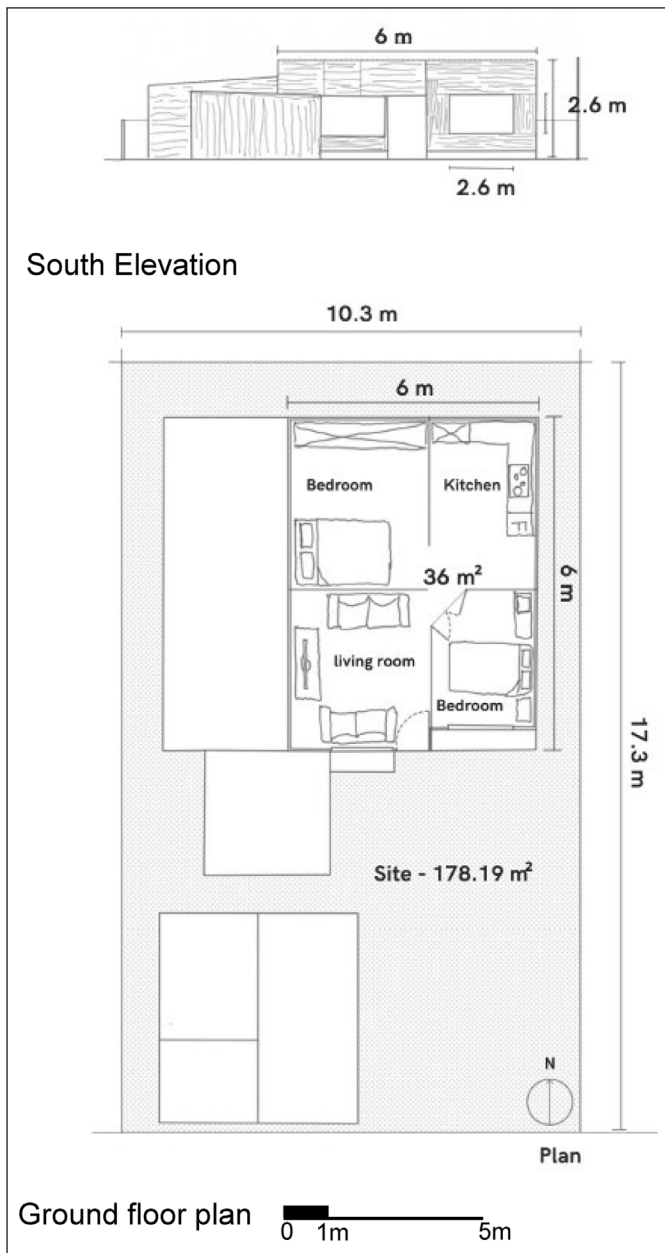 6 m
2.6 m
2.6 m
South Elevation
10.3 m
6 m
Bedroom
Kitchen
F
36 m²
6 m
living room
Bedroom
17.3 m
Site - 178.19 m²
N
Plan
Ground floor plan
0 1m 5m